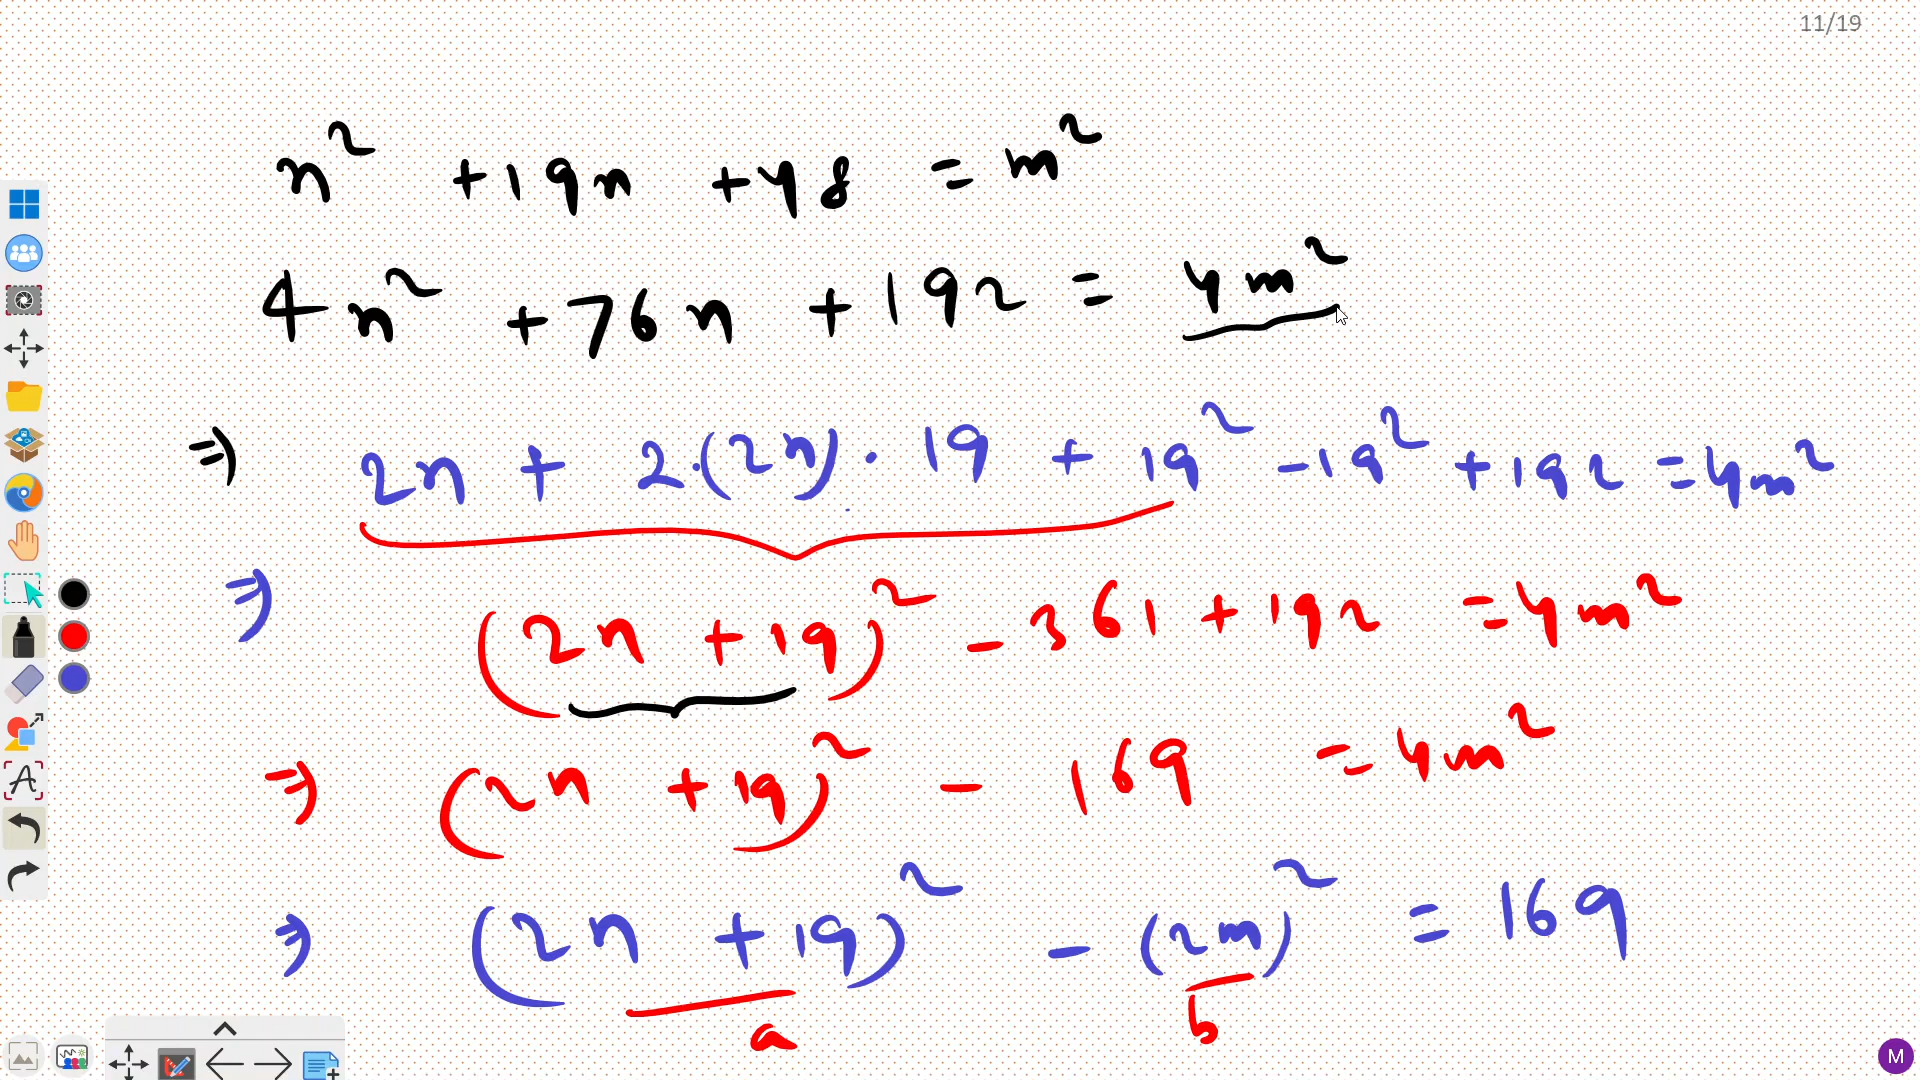 11/19
n² + 19n + 48 = m²
4n² + 76n + 192 = 4m²
⇒ 2n + 2·(2n)·19 + 19² - 19² + 192 = 4m²
⇒ (2n + 19)² - 361 + 192 = 4m²
⇒ (2n + 19)² - 169 = 4m²
⇒ (2n + 19)² - (2m)² = 169
a b
M